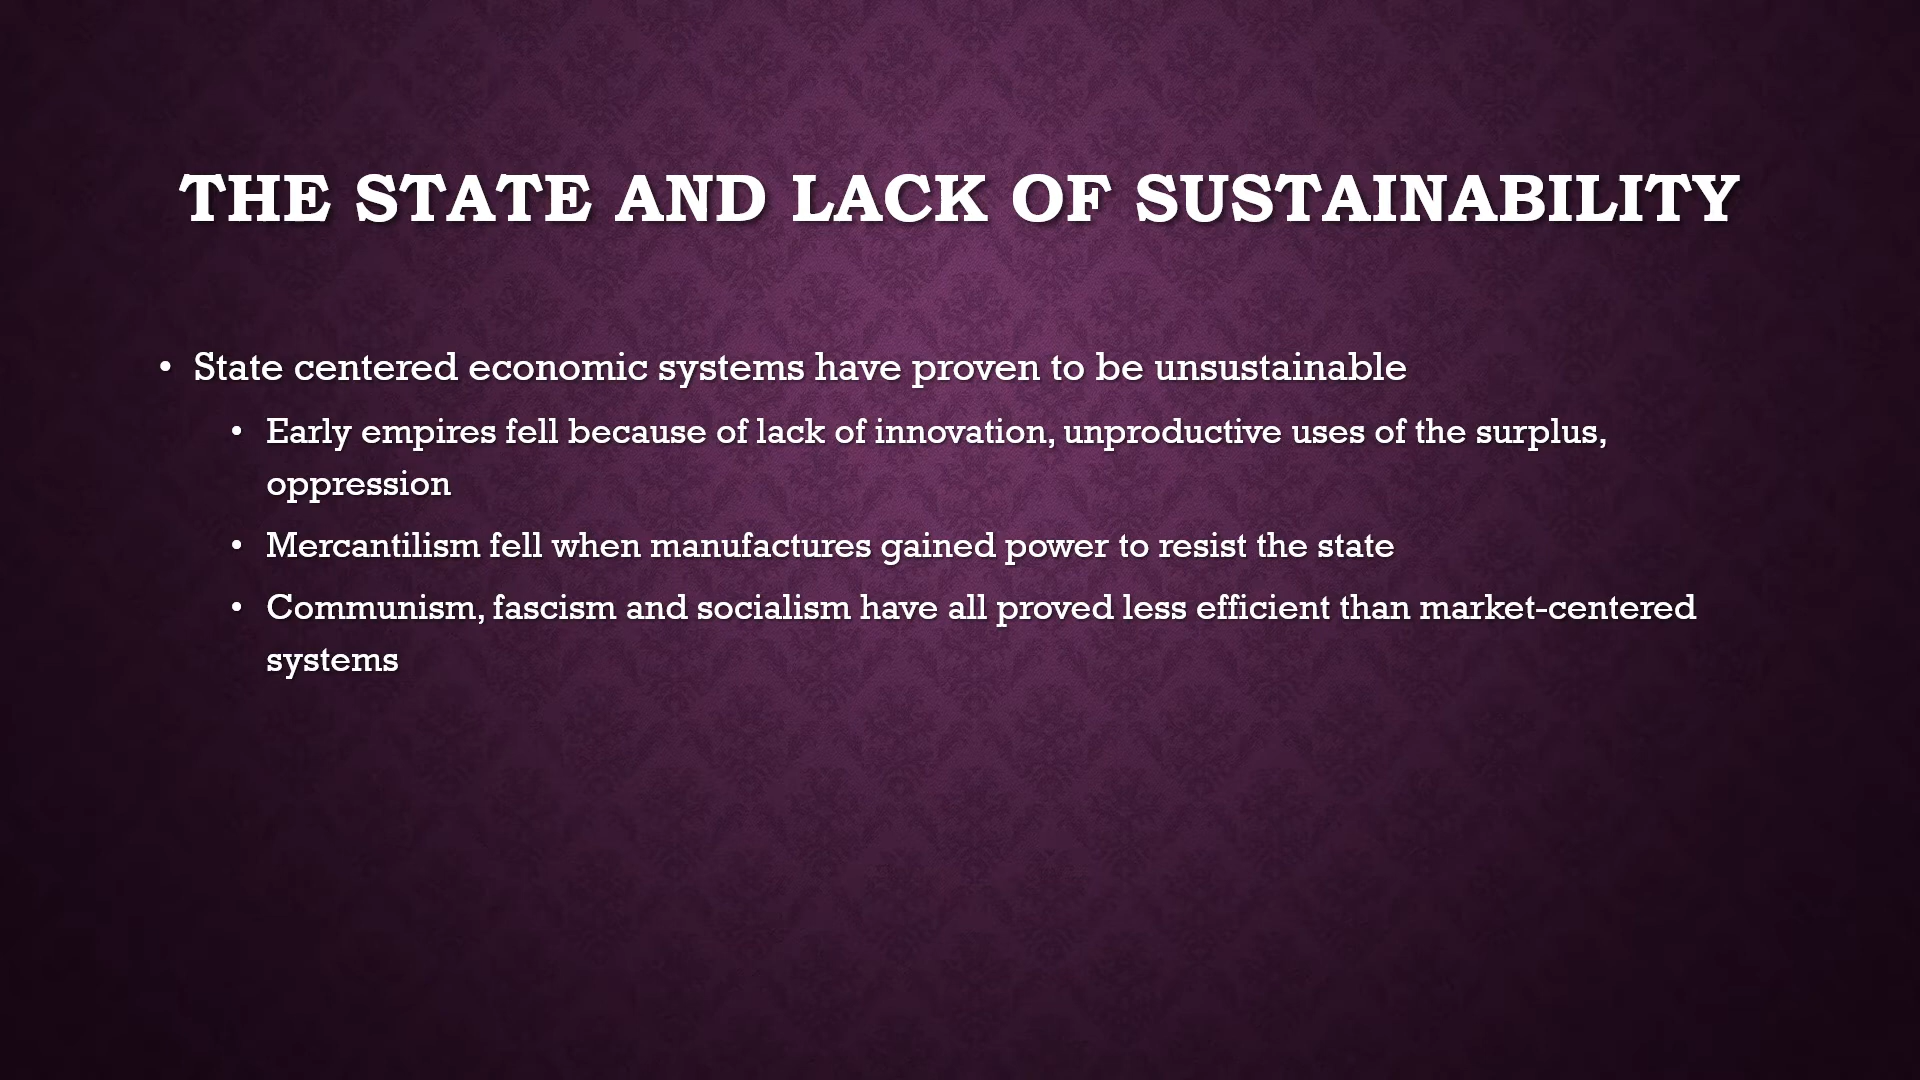 THE STATE AND LACK OF SUSTAINABILITY
• State centered economic systems have proven to be unsustainable
• Early empires fell because of lack of innovation, unproductive uses of the surplus,
oppression
• Mercantilism fell when manufactures gained power to resist the state
• Communism, fascism and socialism have all proved less efficient than market-centered
systems